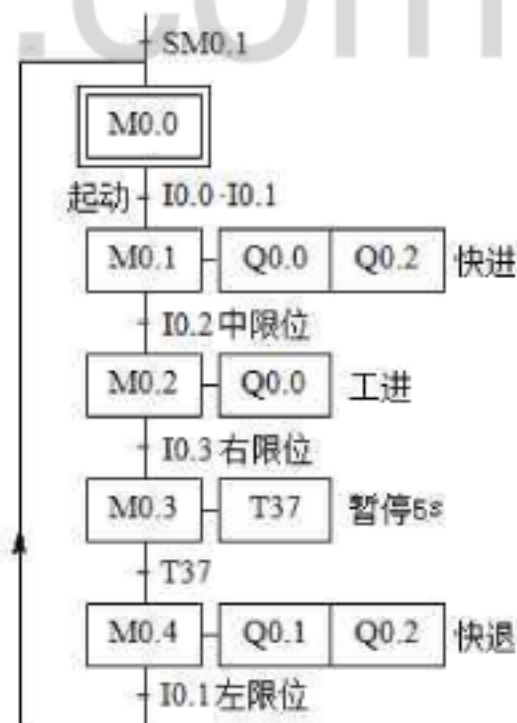 .com
SM0.1
M0.0
起动 I0.0·I0.1
M0.1 Q0.0 Q0.2 快进
I0.2中限位
M0.2 Q0.0 工进
I0.3右限位
M0.3 T37 暂停5s
T37
M0.4 Q0.1 Q0.2 快退
I0.1左限位